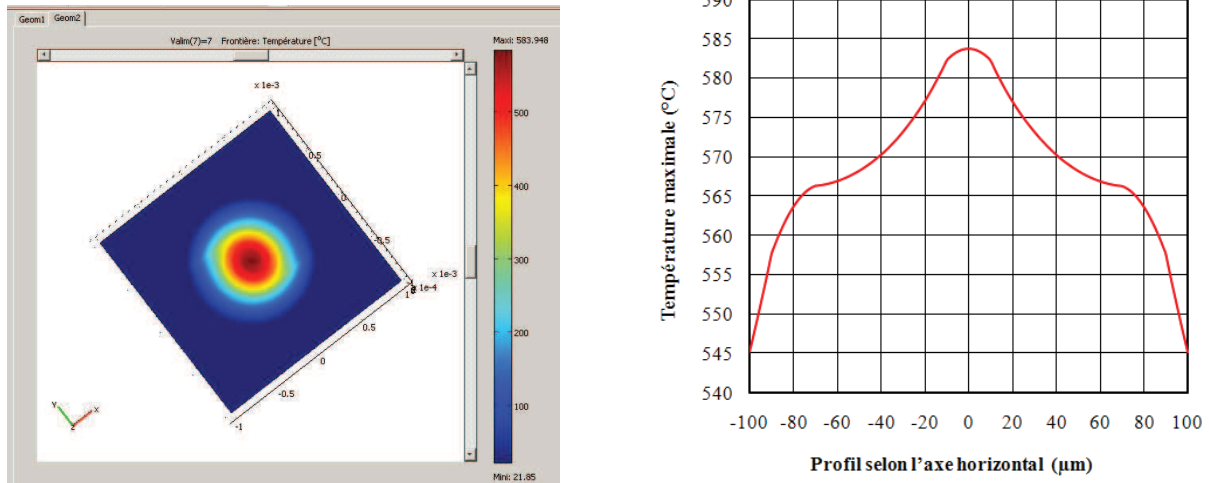 Geom1 Geom2
Valim(7)=7 Frontière: Température [°C]
Maxi: 583.948
x 1e-3
1
0.5
0
-0.5
x 1e-3
x 1e-4
1
0.5
0
-0.5
-1
500
400
300
200
100
Mini: 21.85
Y
X
Z
590
585
580
575
570
565
560
555
550
545
540
Température maximale (°C)
-100 -80 -60 -40 -20 0 20 40 60 80 100
Profil selon l'axe horizontal (µm)